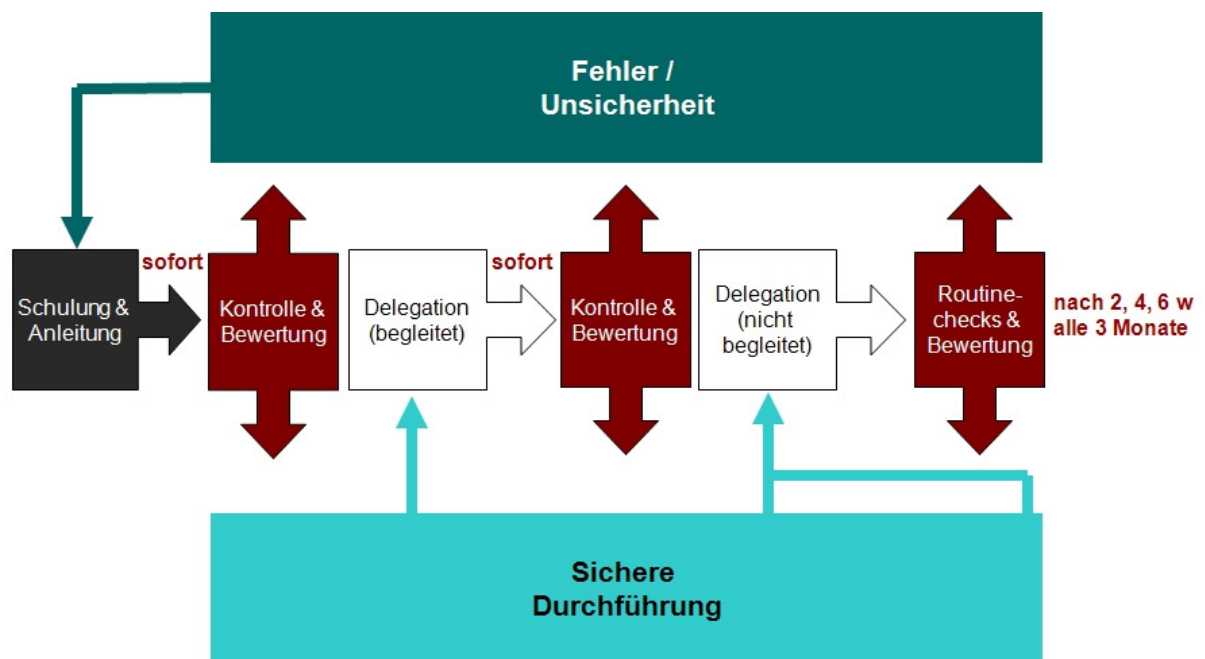 Fehler /
Unsicherheit
Schulung &
Anleitung
sofort
Kontrolle &
Bewertung
Delegation
(begleitet)
sofort
Kontrolle &
Bewertung
Delegation
(nicht
begleitet)
Routine-
checks &
Bewertung
nach 2, 4, 6 w
alle 3 Monate
Sichere
Durchführung